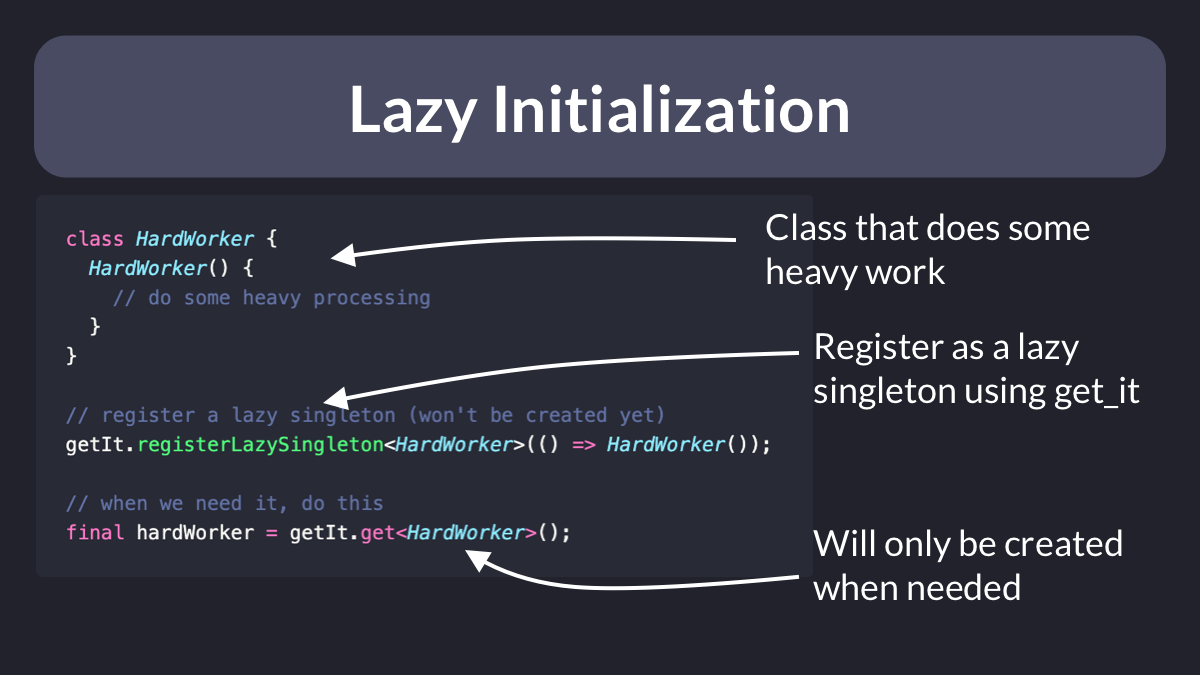 Lazy Initialization
class HardWorker {
  HardWorker() {
    // do some heavy processing
  }
}
// register a lazy singleton (won't be created yet)
getIt.registerLazySingleton<HardWorker>(() => HardWorker());
// when we need it, do this
final hardWorker = getIt.get<HardWorker>();
Class that does some
heavy work
Register as a lazy
singleton using get_it
Will only be created
when needed